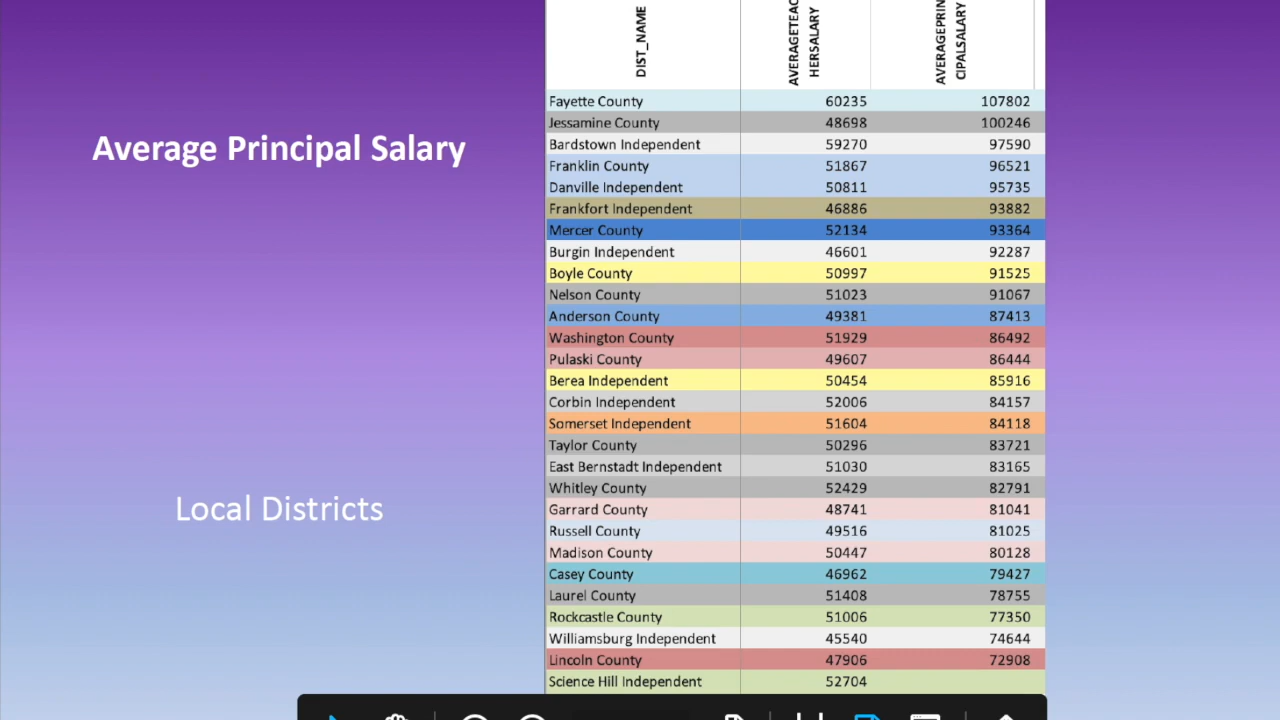 Average Principal Salary
Local Districts
DIST_NAME AVERAGETEAC HERSALARY AVERAGEPRIN CIPALSALARY
Fayette County 60235 107802
Jessamine County 48698 100246
Bardstown Independent 59270 97590
Franklin County 51867 96521
Danville Independent 50811 95735
Frankfort Independent 46886 93882
Mercer County 52134 93364
Burgin Independent 46601 92287
Boyle County 50997 91525
Nelson County 51023 91067
Anderson County 49381 87413
Washington County 51929 86492
Pulaski County 49607 86444
Berea Independent 50454 85916
Corbin Independent 52006 84157
Somerset Independent 51604 84118
Taylor County 50296 83721
East Bernstadt Independent 51030 83165
Whitley County 52429 82791
Garrard County 48741 81041
Russell County 49516 81025
Madison County 50447 80128
Casey County 46962 79427
Laurel County 51408 78755
Rockcastle County 51006 77350
Williamsburg Independent 45540 74644
Lincoln County 47906 72908
Science Hill Independent 52704